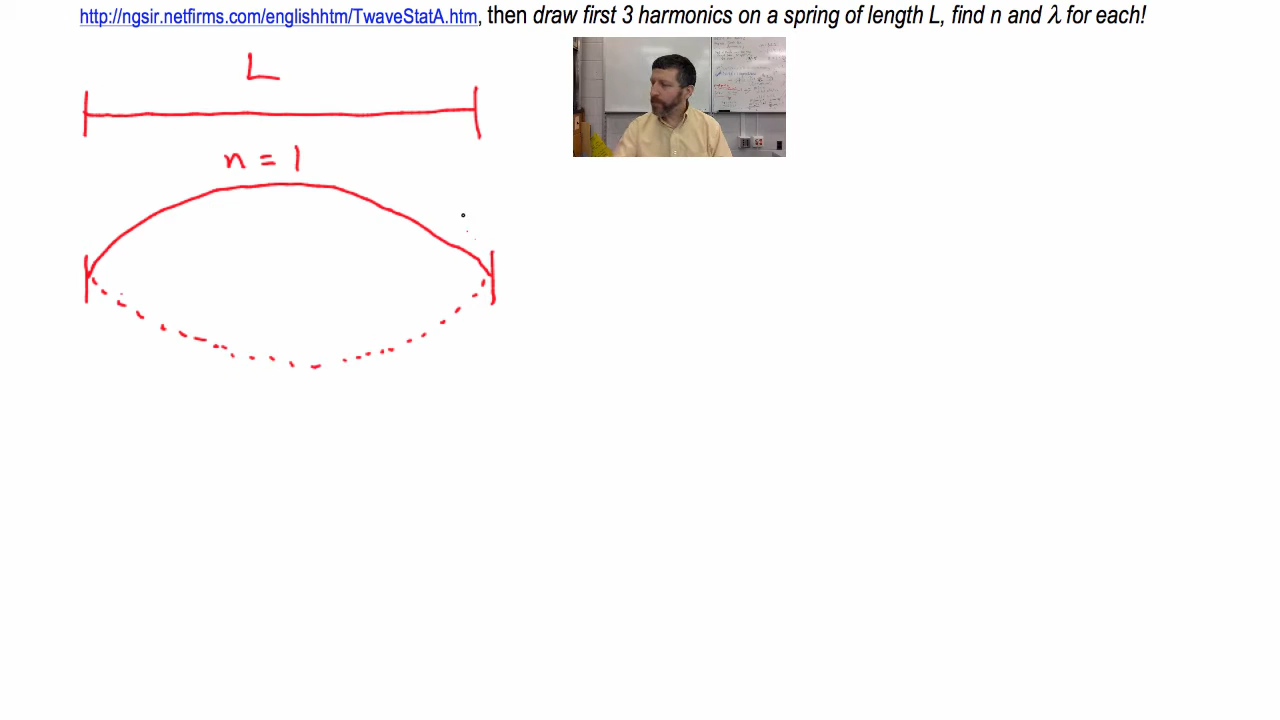 http://ngsir.netfirms.com/englishhtm/TwaveStatA.htm, then draw first 3 harmonics on a spring of length L, find n and λ for each!
L
n = 1